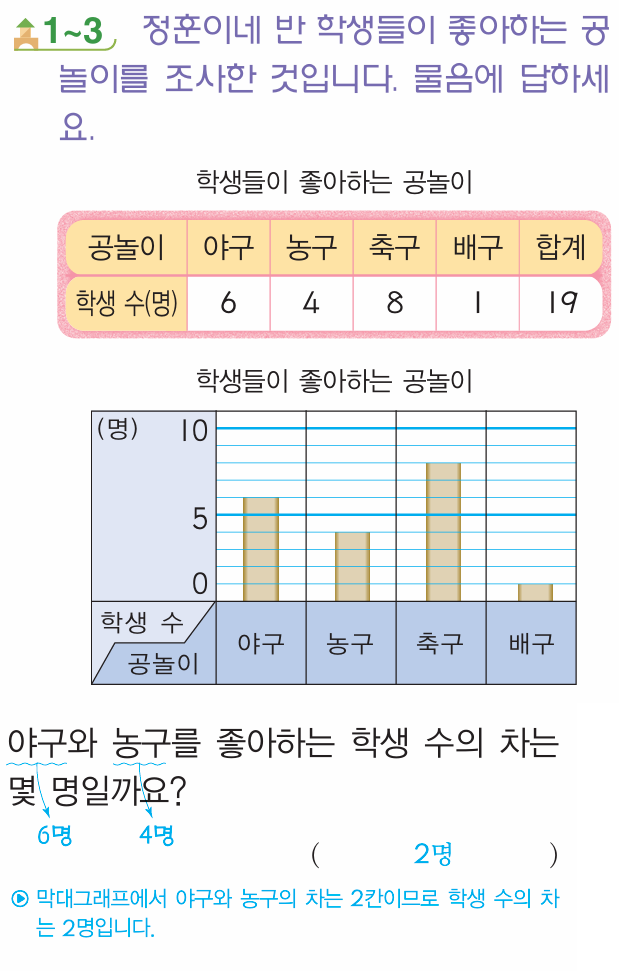 1~3 정훈이네 반 학생들이 좋아하는 공
놀이를 조사한 것입니다. 물음에 답하세
요.
학생들이 좋아하는 공놀이
공놀이 야구 농구 축구 배구 합계
학생 수(명) 6 4 8 1 19
학생들이 좋아하는 공놀이
(명) 10
5
0
학생 수
공놀이 야구 농구 축구 배구
야구와 농구를 좋아하는 학생 수의 차는
몇 명일까요?
6명 4명
( 2명 )
막대그래프에서 야구와 농구의 차는 2칸이므로 학생 수의 차
는 2명입니다.